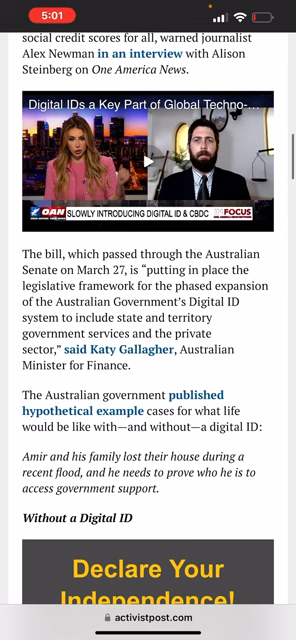 5:01
social credit scores for all, warned journalist
Alex Newman in an interview with Alison
Steinberg on One America News.
Digital IDs a Key Part of Global Techno-...
OAN SLOWLY INTRODUCING DIGITAL ID & CBDC IN FOCUS
The bill, which passed through the Australian
Senate on March 27, is “putting in place the
legislative framework for the phased expansion
of the Australian Government’s Digital ID
system to include state and territory
government services and the private
sector,” said Katy Gallagher, Australian
Minister for Finance.
The Australian government published
hypothetical example cases for what life
would be like with—and without—a digital ID:
Amir and his family lost their house during a
recent flood, and he needs to prove who he is to
access government support.
Without a Digital ID
Declare Your
Independence!
activistpost.com